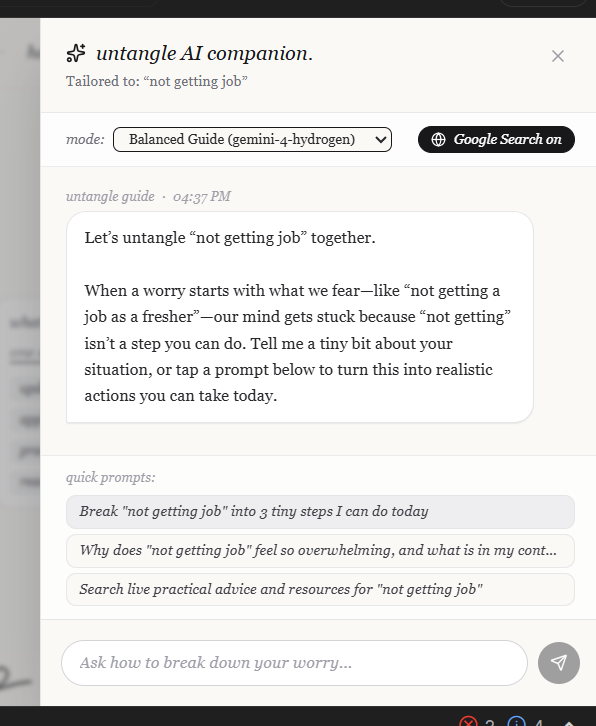 untangle AI companion.
Tailored to: “not getting job”
mode:
Balanced Guide (gemini-4-hydrogen)
Google Search on
untangle guide · 04:37 PM
Let’s untangle “not getting job” together.
When a worry starts with what we fear—like “not getting a
job as a fresher”—our mind gets stuck because “not getting”
isn’t a step you can do. Tell me a tiny bit about your
situation, or tap a prompt below to turn this into realistic
actions you can take today.
quick prompts:
Break "not getting job" into 3 tiny steps I can do today
Why does "not getting job" feel so overwhelming, and what is in my cont...
Search live practical advice and resources for "not getting job"
Ask how to break down your worry...